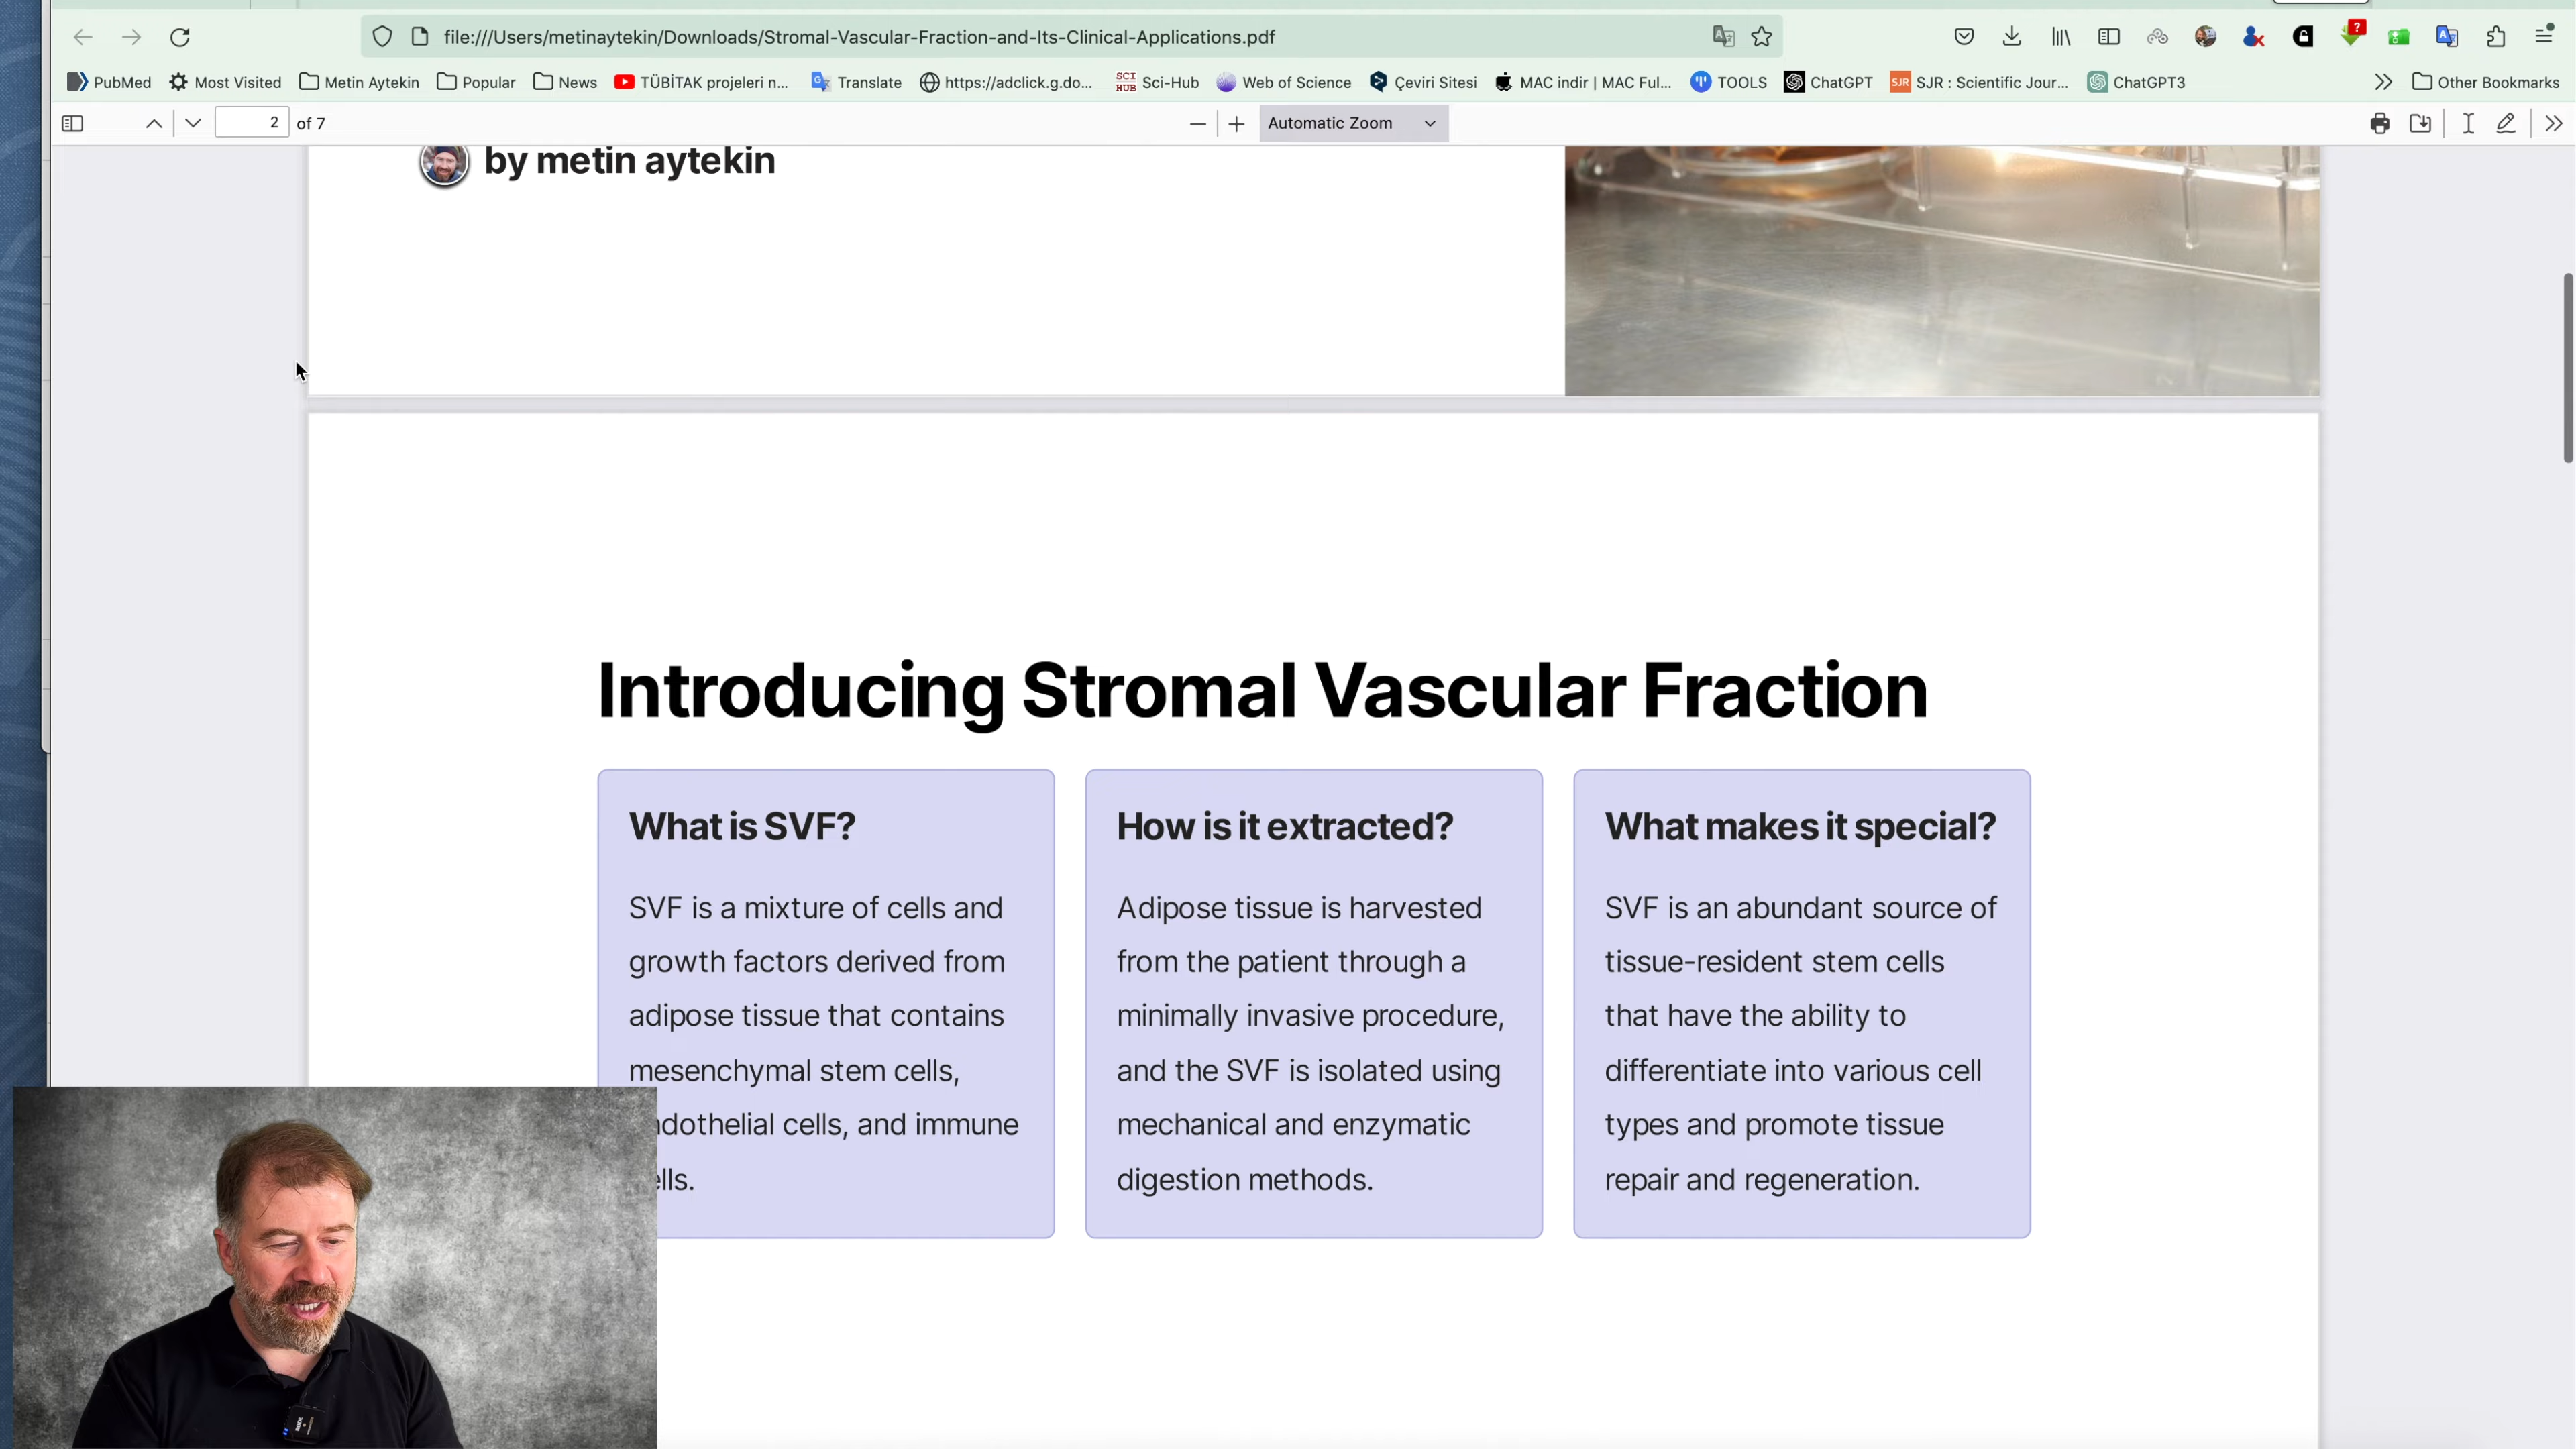 file:///Users/metinaytekin/Downloads/Stromal-Vascular-Fraction-and-Its-Clinical-Applications.pdf
?
PubMed Most Visited Metin Aytekin Popular News TÜBİTAK projeleri n... Translate https://adclick.g.do... SCI HUB Sci-Hub Web of Science Çeviri Sitesi MAC indir | MAC Ful... TOOLS ChatGPT SJR SJR : Scientific Jour... ChatGPT3 Other Bookmarks
2 of 7 Automatic Zoom
by metin aytekin
Introducing Stromal Vascular Fraction
What is SVF?
SVF is a mixture of cells and
growth factors derived from
adipose tissue that contains
mesenchymal stem cells,
ndothelial cells, and immune
ells.
How is it extracted?
Adipose tissue is harvested
from the patient through a
minimally invasive procedure,
and the SVF is isolated using
mechanical and enzymatic
digestion methods.
What makes it special?
SVF is an abundant source of
tissue-resident stem cells
that have the ability to
differentiate into various cell
types and promote tissue
repair and regeneration.